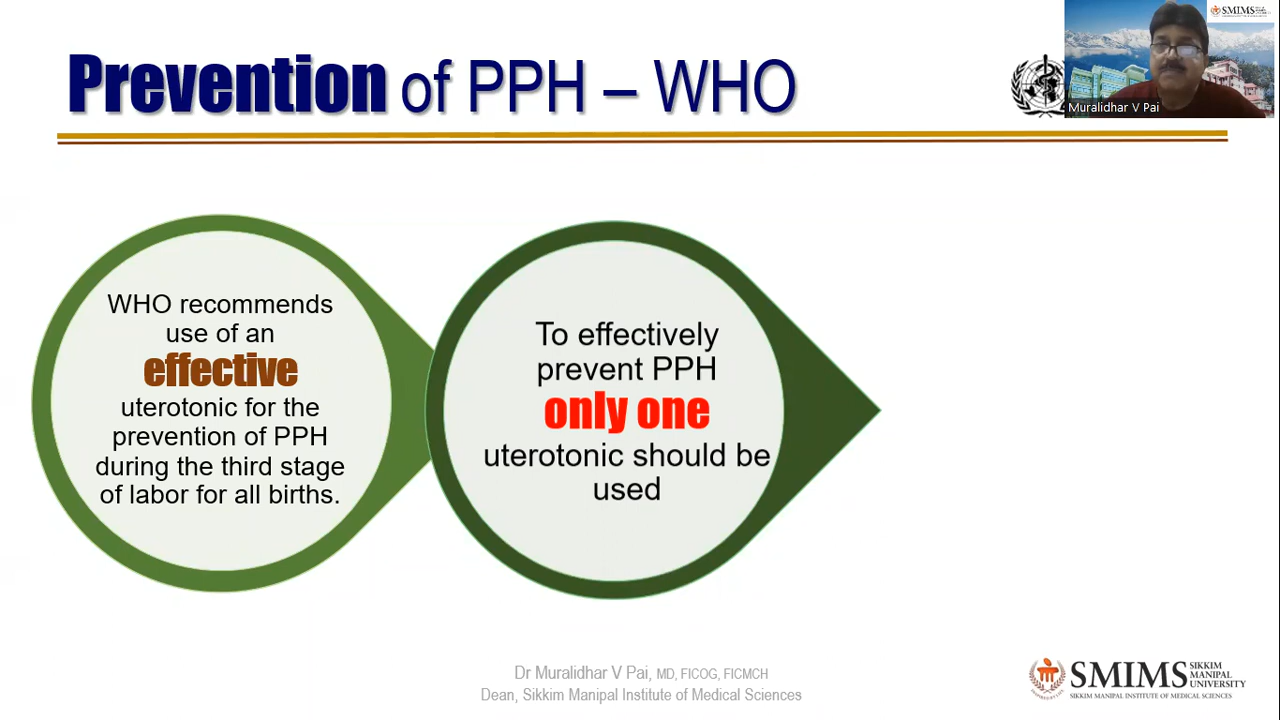 Prevention of PPH – WHO
SMIMS
Muralidhar V Pai
WHO recommends
use of an
effective
uterotonic for the
prevention of PPH
during the third stage
of labor for all births.
To effectively
prevent PPH
only one
uterotonic should be
used
Dr Muralidhar V Pai, MD, FICOG, FICMCH
Dean, Sikkim Manipal Institute of Medical Sciences
SMIMS SIKKIM
MANIPAL
UNIVERSITY
SIKKIM MANIPAL INSTITUTE OF MEDICAL SCIENCES